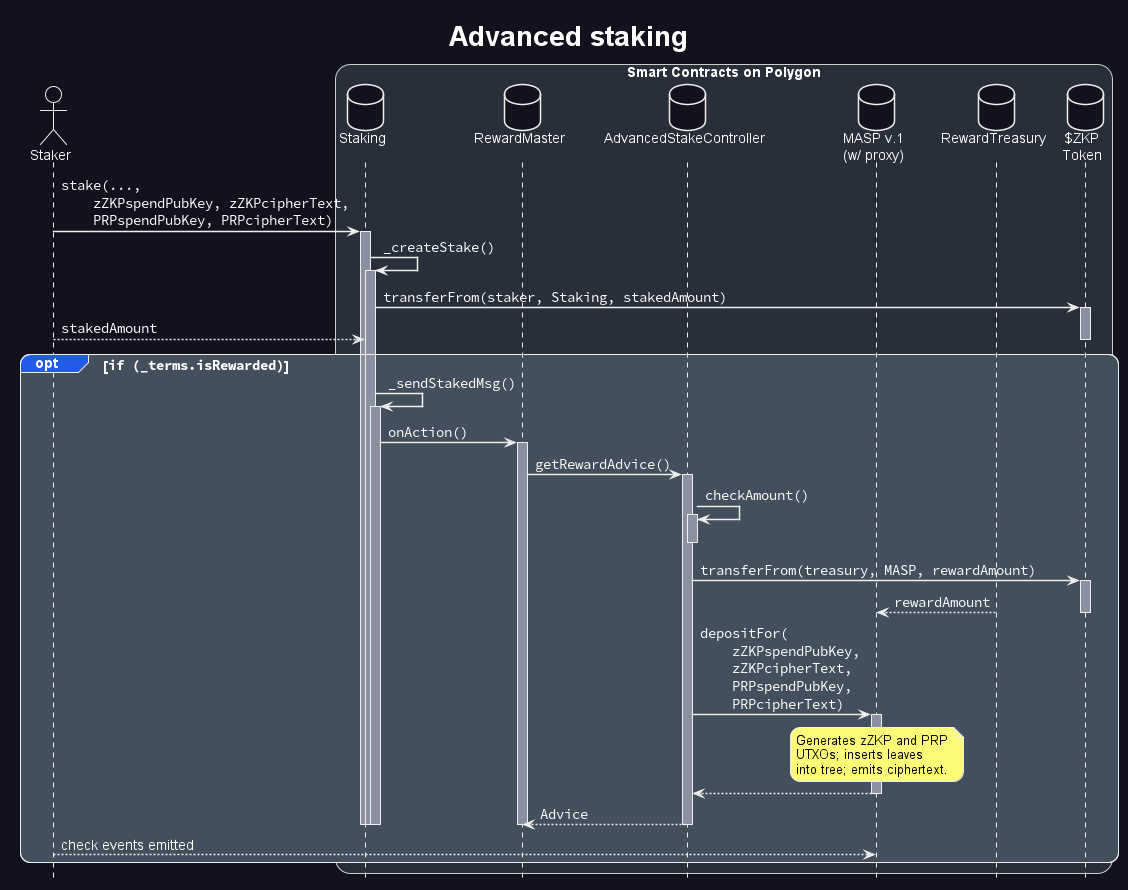 Advanced staking
Smart Contracts on Polygon
Staker
Staking
RewardMaster
AdvancedStakeController
MASP v.1
(w/ proxy)
RewardTreasury
$ZKP
Token
stake(...,
zZKPspendPubKey, zZKPcipherText,
PRPspendPubKey, PRPcipherText)
_createStake()
transferFrom(staker, Staking, stakedAmount)
stakedAmount
opt
[if (_terms.isRewarded)]
_sendStakedMsg()
onAction()
getRewardAdvice()
checkAmount()
transferFrom(treasury, MASP, rewardAmount)
rewardAmount
depositFor(
zZKPspendPubKey,
zZKPcipherText,
PRPspendPubKey,
PRPcipherText)
Generates zZKP and PRP
UTXOs; inserts leaves
into tree; emits ciphertext.
Advice
check events emitted